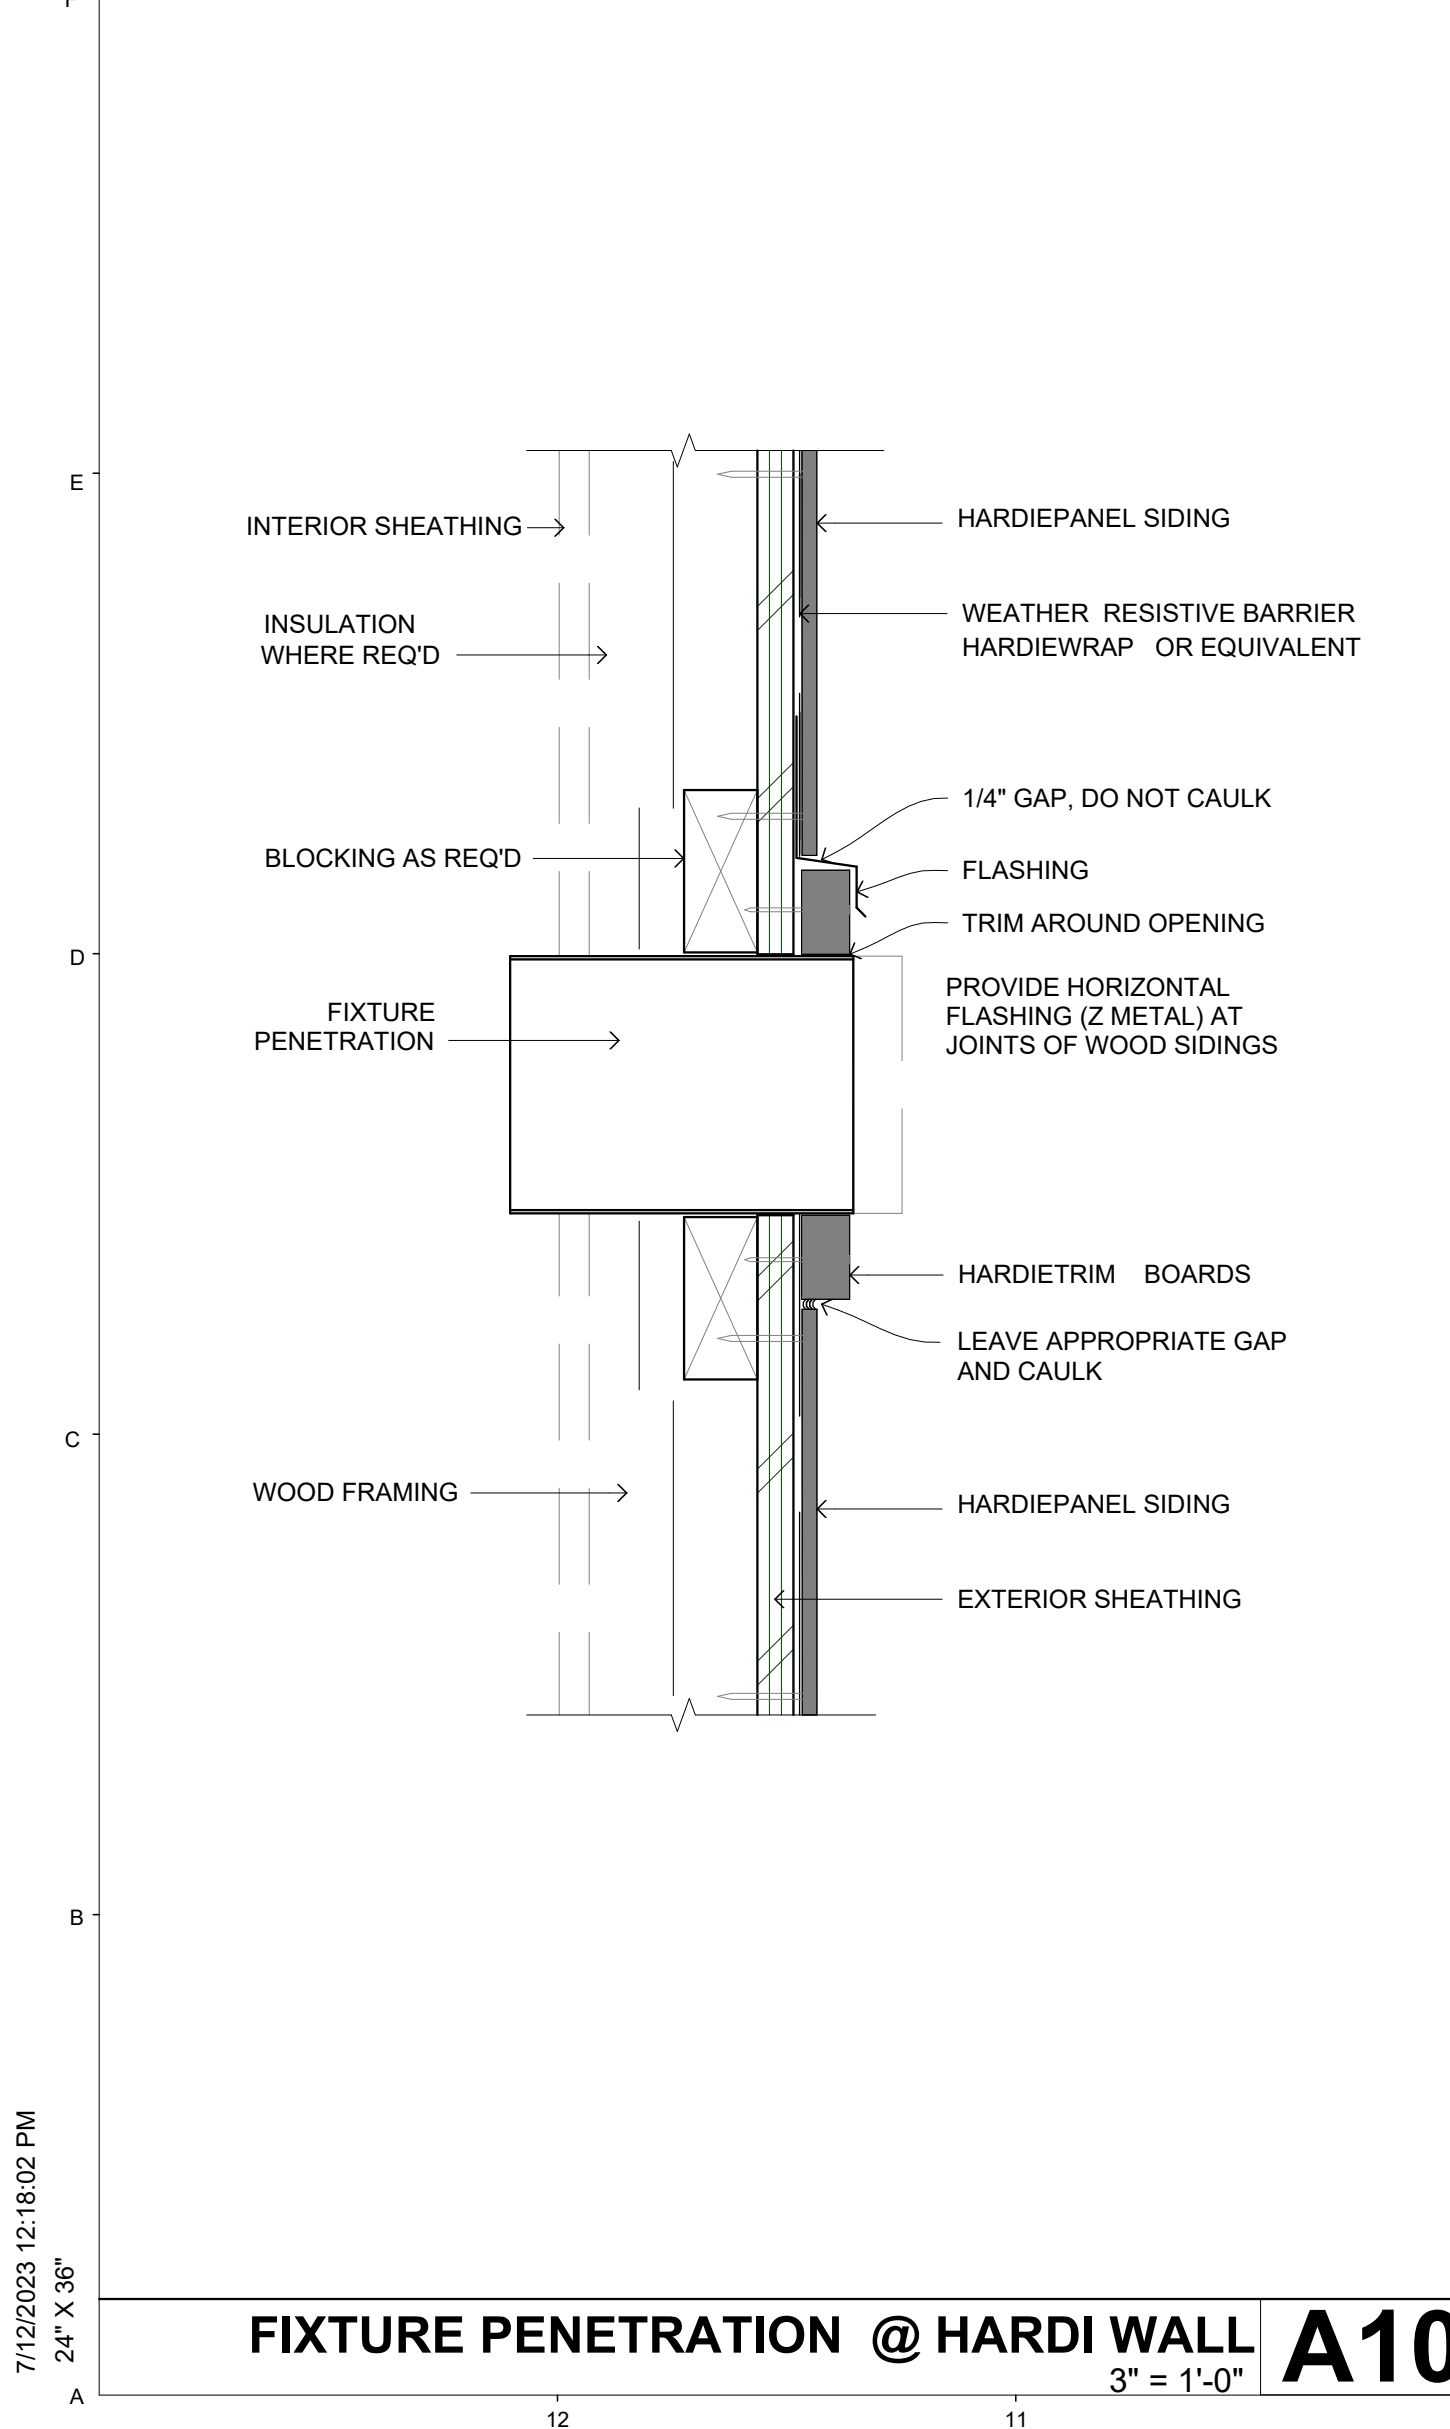 E
INTERIOR SHEATHING
HARDIEPANEL SIDING
INSULATION
WHERE REQ'D
WEATHER RESISTIVE BARRIER
HARDIEWRAP OR EQUIVALENT
1/4" GAP, DO NOT CAULK
BLOCKING AS REQ'D
FLASHING
TRIM AROUND OPENING
D
FIXTURE
PENETRATION
PROVIDE HORIZONTAL
FLASHING (Z METAL) AT
JOINTS OF WOOD SIDINGS
HARDIETRIM BOARDS
LEAVE APPROPRIATE GAP
AND CAULK
C
WOOD FRAMING
HARDIEPANEL SIDING
EXTERIOR SHEATHING
B
7/12/2023 12:18:02 PM
24" X 36"
FIXTURE PENETRATION @ HARDI WALL
3" = 1'-0"
A10
A
12
11